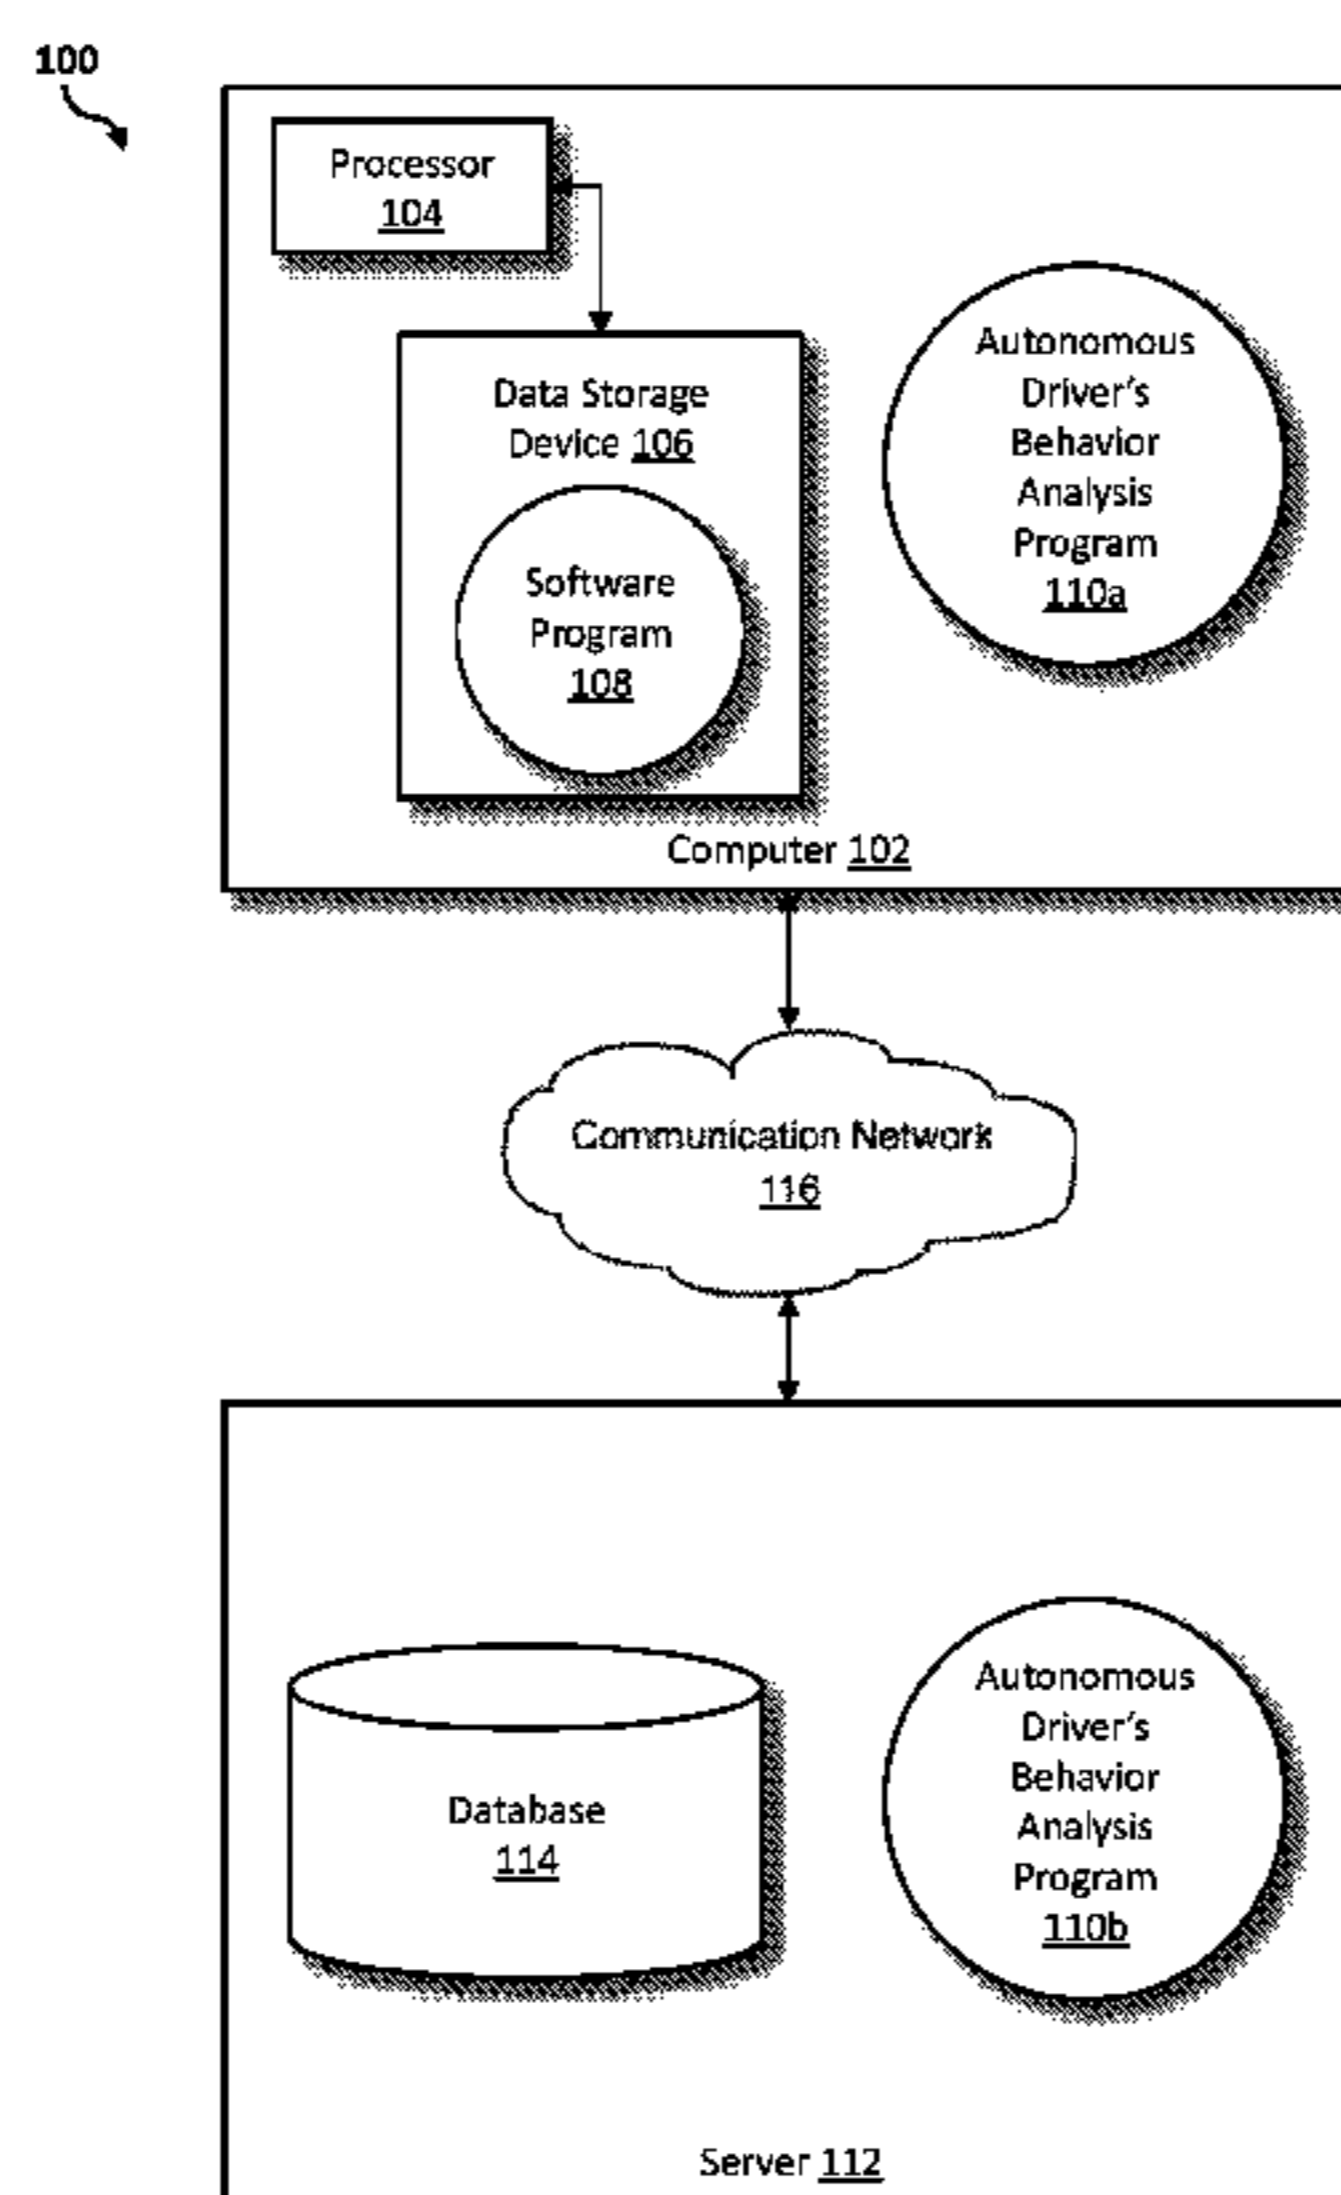 100
Processor
104
Data Storage
Device 106
Software
Program
108
Autonomous
Driver's
Behavior
Analysis
Program
110a
Computer 102
Communication Network
116
Database
114
Autonomous
Driver's
Behavior
Analysis
Program
110b
Server 112